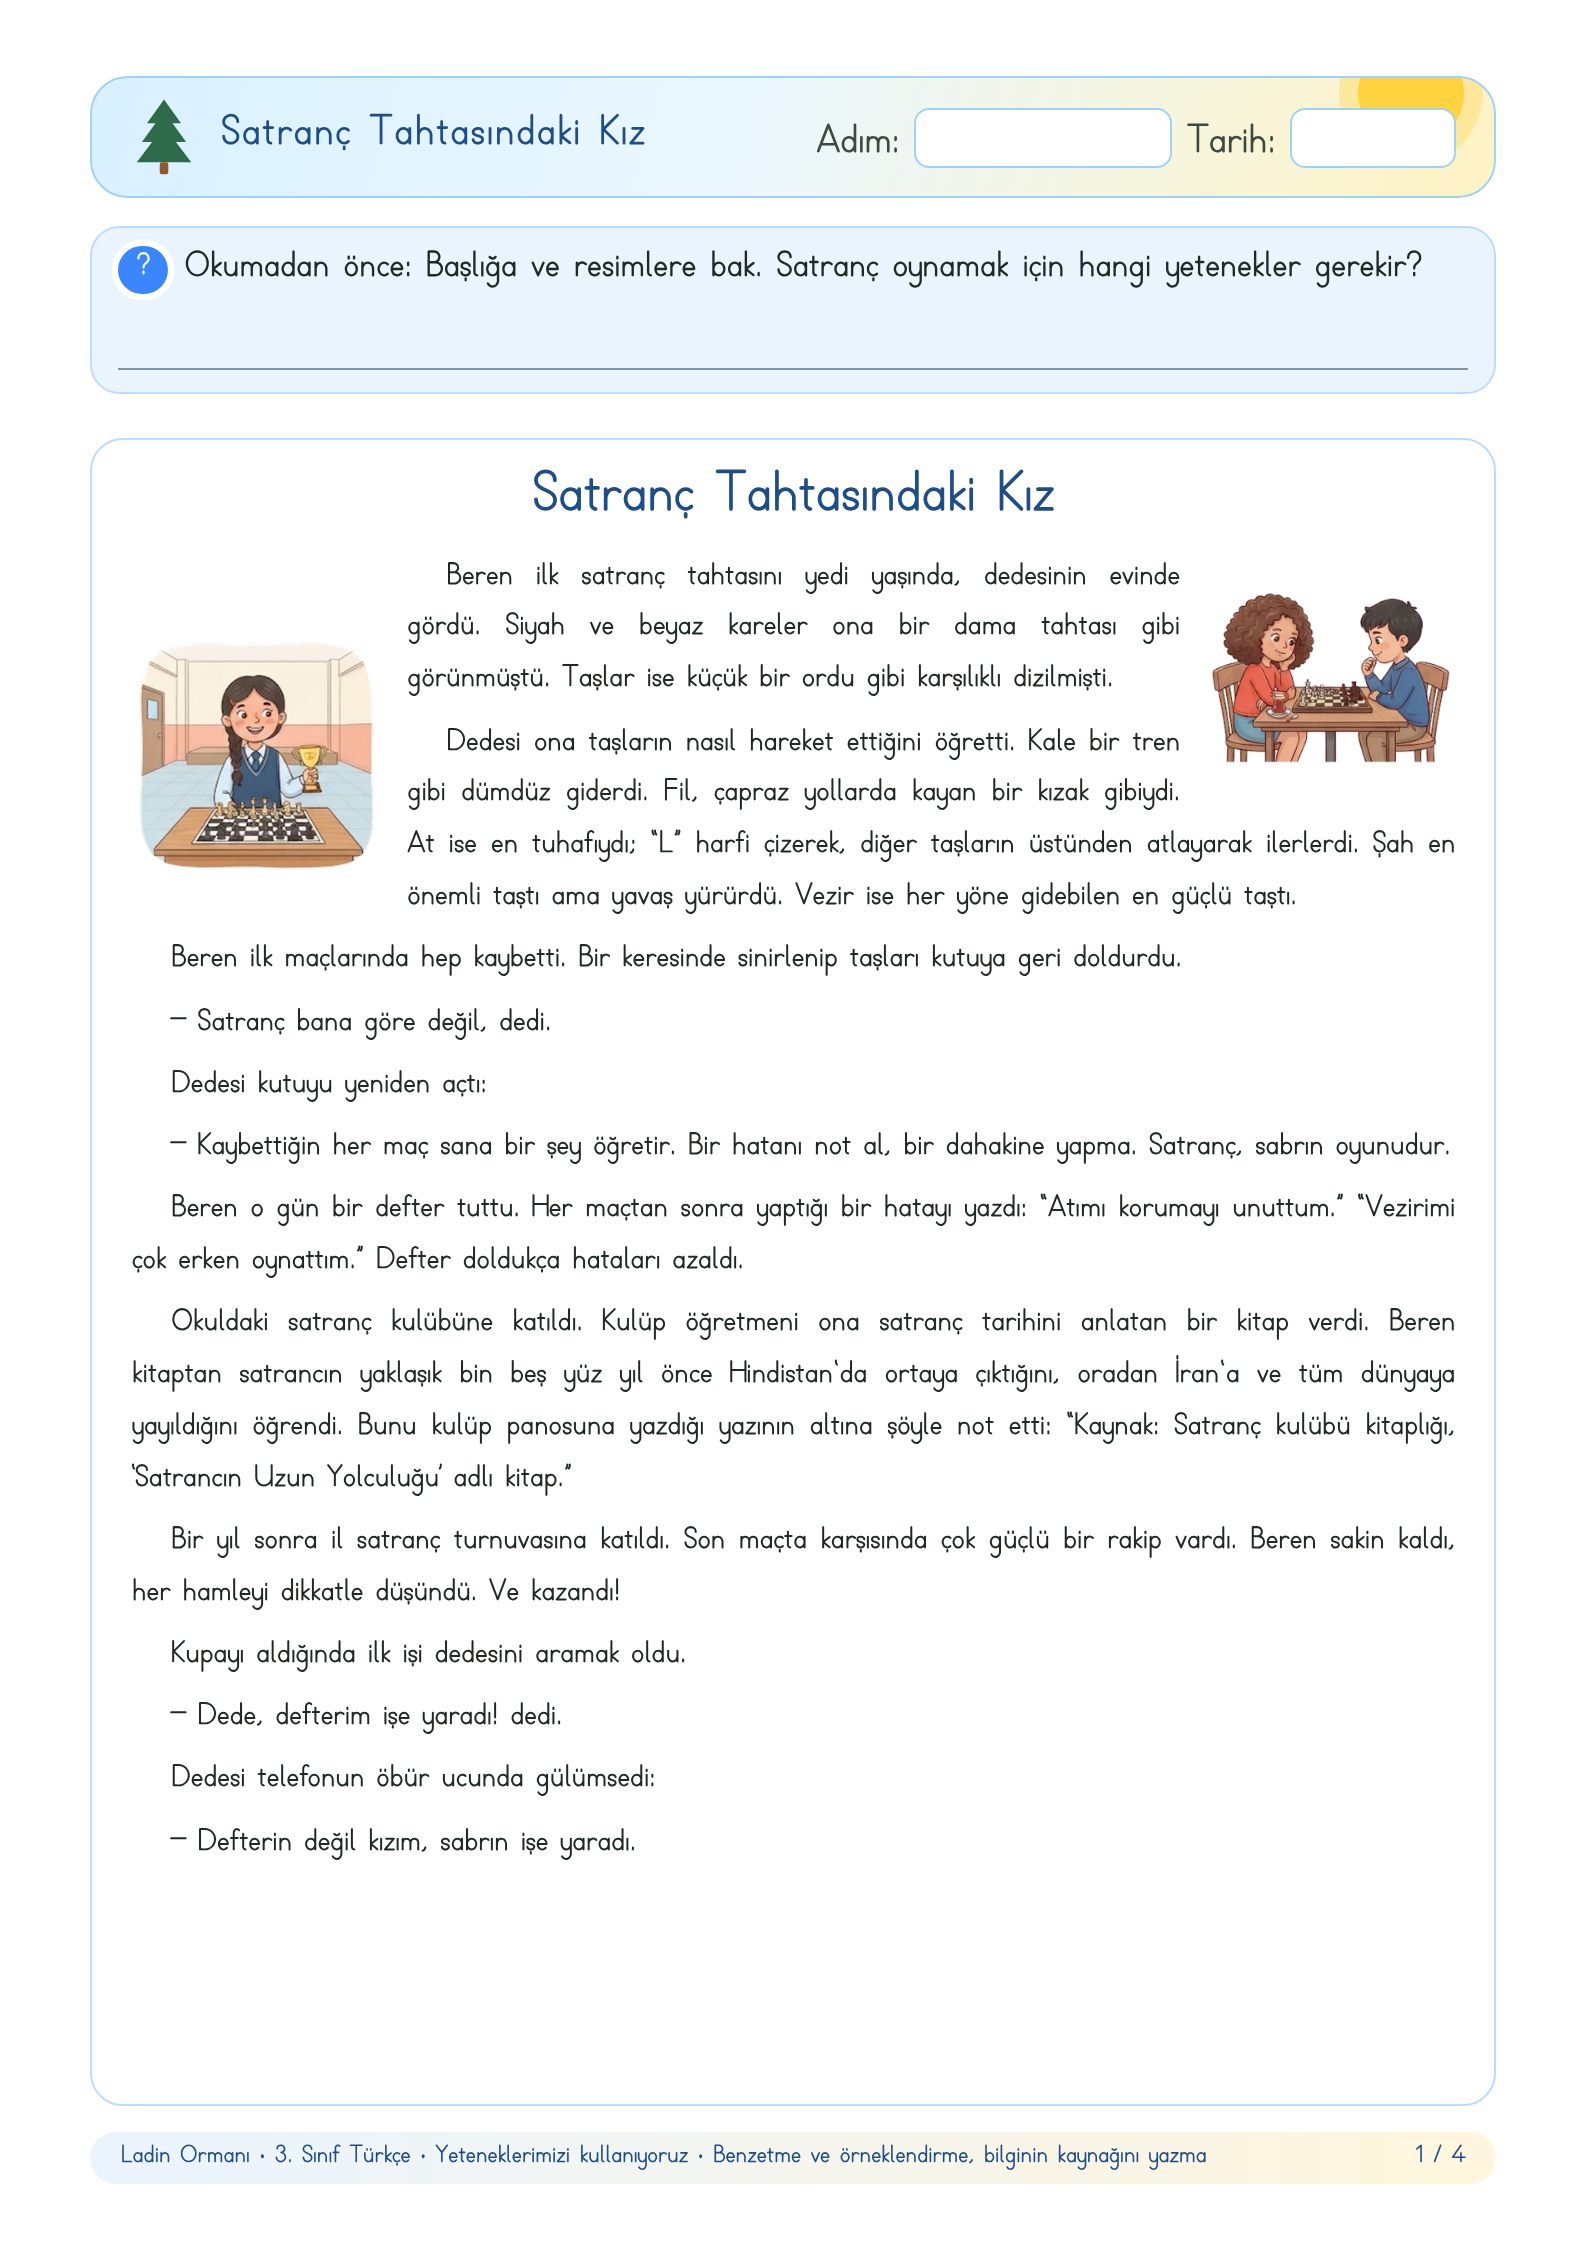 Satranç Tahtasındaki Kız
Adım:
Tarih:
?
Okumadan önce: Başlığa ve resimlere bak. Satranç oynamak için hangi yetenekler gerekir?
Satranç Tahtasındaki Kız
Beren ilk satranç tahtasını yedi yaşında, dedesinin evinde
gördü. Siyah ve beyaz kareler ona bir dama tahtası gibi
görünmüştü. Taşlar ise küçük bir ordu gibi karşılıklı dizilmişti.
Dedesi ona taşların nasıl hareket ettiğini öğretti. Kale bir tren
gibi dümdüz giderdi. Fil, çapraz yollarda kayan bir kızak gibiydi.
At ise en tuhafıydı; “L” harfi çizerek, diğer taşların üstünden atlayarak ilerlerdi. Şah en
önemli taştı ama yavaş yürürdü. Vezir ise her yöne gidebilen en güçlü taştı.
Beren ilk maçlarında hep kaybetti. Bir keresinde sinirlenip taşları kutuya geri doldurdu.
– Satranç bana göre değil, dedi.
Dedesi kutuyu yeniden açtı:
– Kaybettiğin her maç sana bir şey öğretir. Bir hatanı not al, bir dahakine yapma. Satranç, sabrın oyunudur.
Beren o gün bir defter tuttu. Her maçtan sonra yaptığı bir hatayı yazdı: “Atımı korumayı unuttum.” “Vezirimi
çok erken oynattım.” Defter doldukça hataları azaldı.
Okuldaki satranç kulübüne katıldı. Kulüp öğretmeni ona satranç tarihini anlatan bir kitap verdi. Beren
kitaptan satrancın yaklaşık bin beş yüz yıl önce Hindistan‘da ortaya çıktığını, oradan İran‘a ve tüm dünyaya
yayıldığını öğrendi. Bunu kulüp panosuna yazdığı yazının altına şöyle not etti: “Kaynak: Satranç kulübü kitaplığı,
‘Satrancın Uzun Yolculuğu’ adlı kitap.”
Bir yıl sonra il satranç turnuvasına katıldı. Son maçta karşısında çok güçlü bir rakip vardı. Beren sakin kaldı,
her hamleyi dikkatle düşündü. Ve kazandı!
Kupayı aldığında ilk işi dedesini aramak oldu.
– Dede, defterim işe yaradı! dedi.
Dedesi telefonun öbür ucunda gülümsedi:
– Defterin değil kızım, sabrın işe yaradı.
Ladin Ormanı • 3. Sınıf Türkçe • Yeteneklerimizi kullanıyoruz • Benzetme ve örneklendirme, bilginin kaynağını yazma
1 / 4